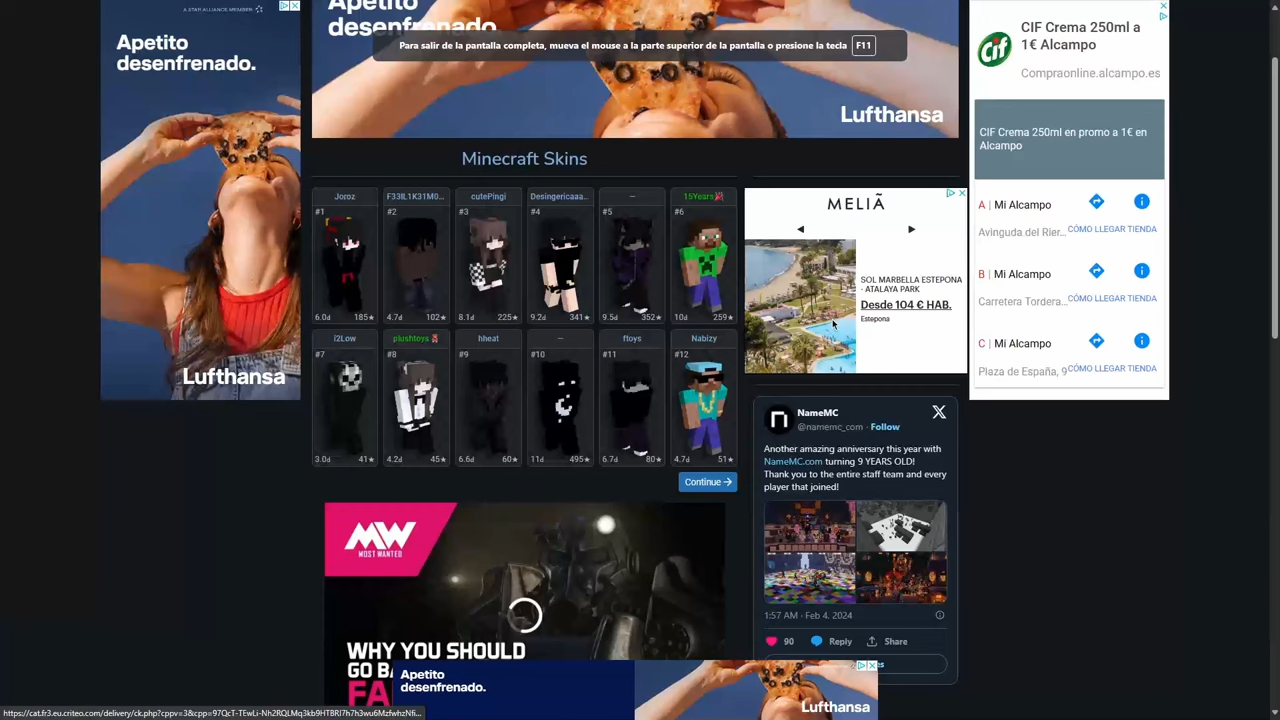 A STAR ALLIANCE MEMBER
Apetito
desenfrenado.
Lufthansa
Apetito
desenfrenado.
Para salir de la pantalla completa, mueva el mouse a la parte superior de la pantalla o presione la tecla F11
Lufthansa
CIF Crema 250ml a
1€ Alcampo
Compraonline.alcampo.es
Cif
CIF Crema 250ml en promo a 1€ en
Alcampo
A | Mi Alcampo
Avinguda del Rier... CÓMO LLEGAR TIENDA
B | Mi Alcampo
Carretera Tordera... CÓMO LLEGAR TIENDA
C | Mi Alcampo
Plaza de España, 9 CÓMO LLEGAR TIENDA
Minecraft Skins
Joroz F33lL1K31M0... cutePingi Desingericaaa... — 15Years
#1 #2 #3 #4 #5 #6
6.0d 185★ 4.7d 102★ 8.1d 225★ 9.2d 341★ 9.5d 352★ 10d 259★
i2Low plushtoys hheat — ftoys Nabizy
#7 #8 #9 #10 #11 #12
3.0d 41★ 4.2d 45★ 6.6d 60★ 11d 495★ 6.7d 80★ 4.7d 51★
Continue →
MELIÃ
SOL MARBELLA ESTEPONA
- ATALAYA PARK
Desde 104 € HAB.
Estepona
NameMC
@namemc_com · Follow
Another amazing anniversary this year with
NameMC.com turning 9 YEARS OLD!
Thank you to the entire staff team and every
player that joined!
1:57 AM · Feb 4, 2024
90 Reply Share
MW
MOST WANTED
WHY YOU SHOULD
GO BA
FA
Apetito
desenfrenado.
Lufthansa